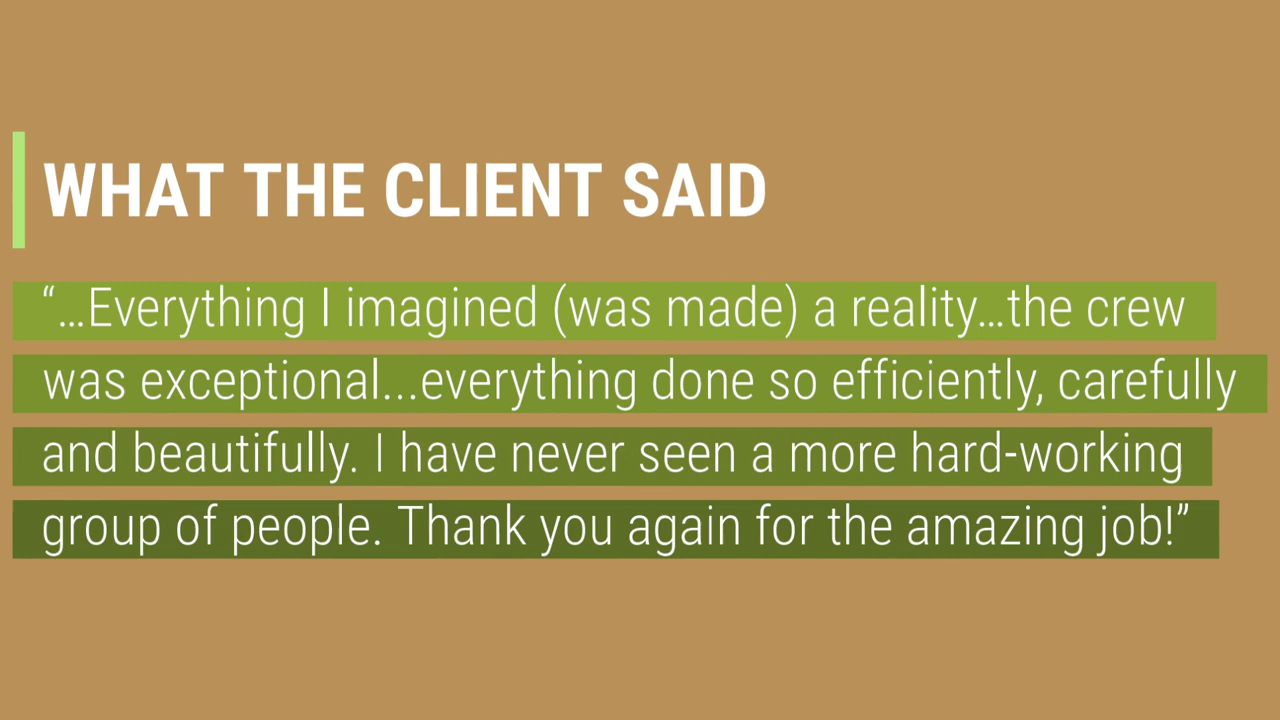 WHAT THE CLIENT SAID
“…Everything I imagined (was made) a reality…the crew
was exceptional...everything done so efficiently, carefully
and beautifully. I have never seen a more hard-working
group of people. Thank you again for the amazing job!”